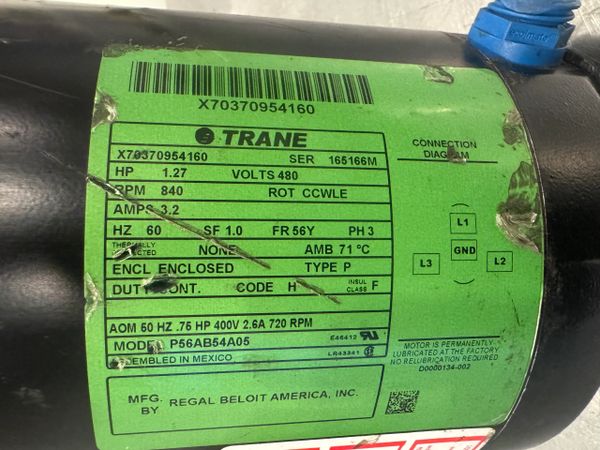 ecolmate
X70370954160
TRANE
X70370954160 SER 165166M
HP 1.27 VOLTS 480
RPM 840 ROT CCWLE
AMPS 3.2
HZ 60 SF 1.0 FR 56Y PH 3
THERMALLY PROTECTED NONE AMB 71 °C
ENCL ENCLOSED TYPE P
DUTY CONT. CODE H INSUL CLASS F
AOM 50 HZ .75 HP 400V 2.6A 720 RPM
MODEL P56AB54A05 E46412
ASSEMBLED IN MEXICO LR43341
MFG. BY REGAL BELOIT AMERICA, INC.
CONNECTION
DIAGRAM
L1
GND
L3 L2
MOTOR IS PERMANENTLY
LUBRICATED AT THE FACTORY
NO RELUBRICATION REQUIRED
D0000134-002